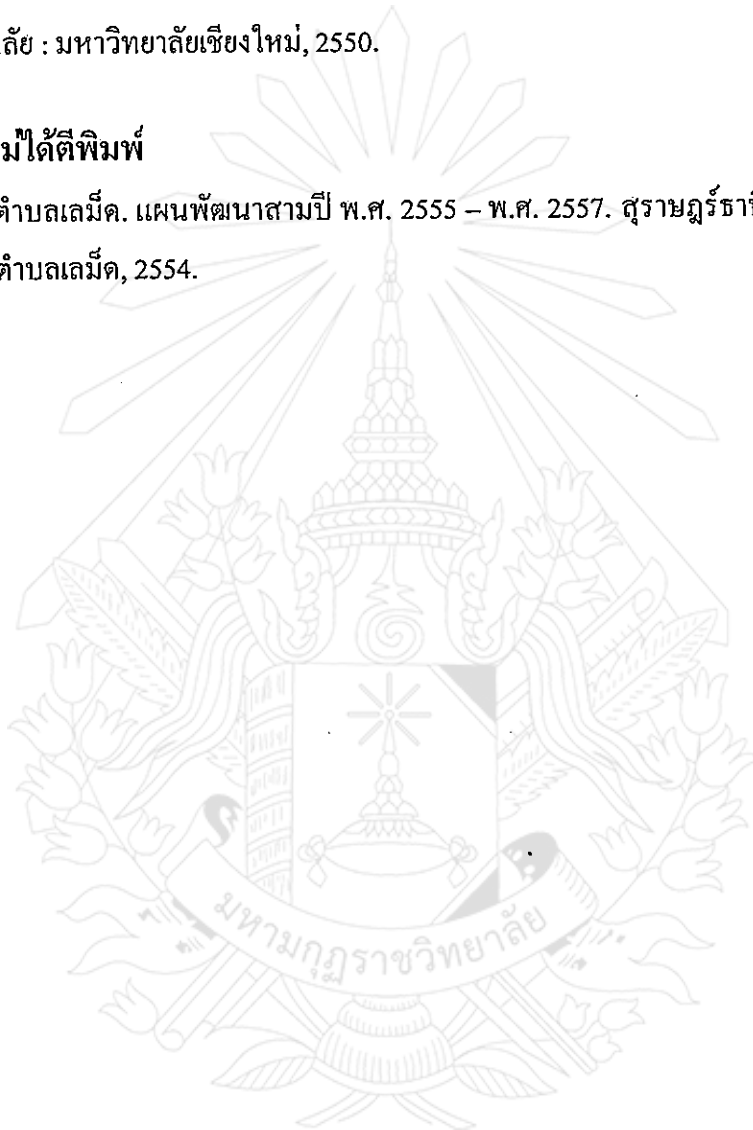 ลัย : มหาวิทยาลัยเชียงใหม่, 2550.
ม่ได้ตีพิมพ์
ตำบลเลม็ด. แผนพัฒนาสามปี พ.ศ. 2555 – พ.ศ. 2557. สุราษฎร์ธา
ตำบลเลม็ด, 2554.
มหามกุฏราชวิทยาลัย